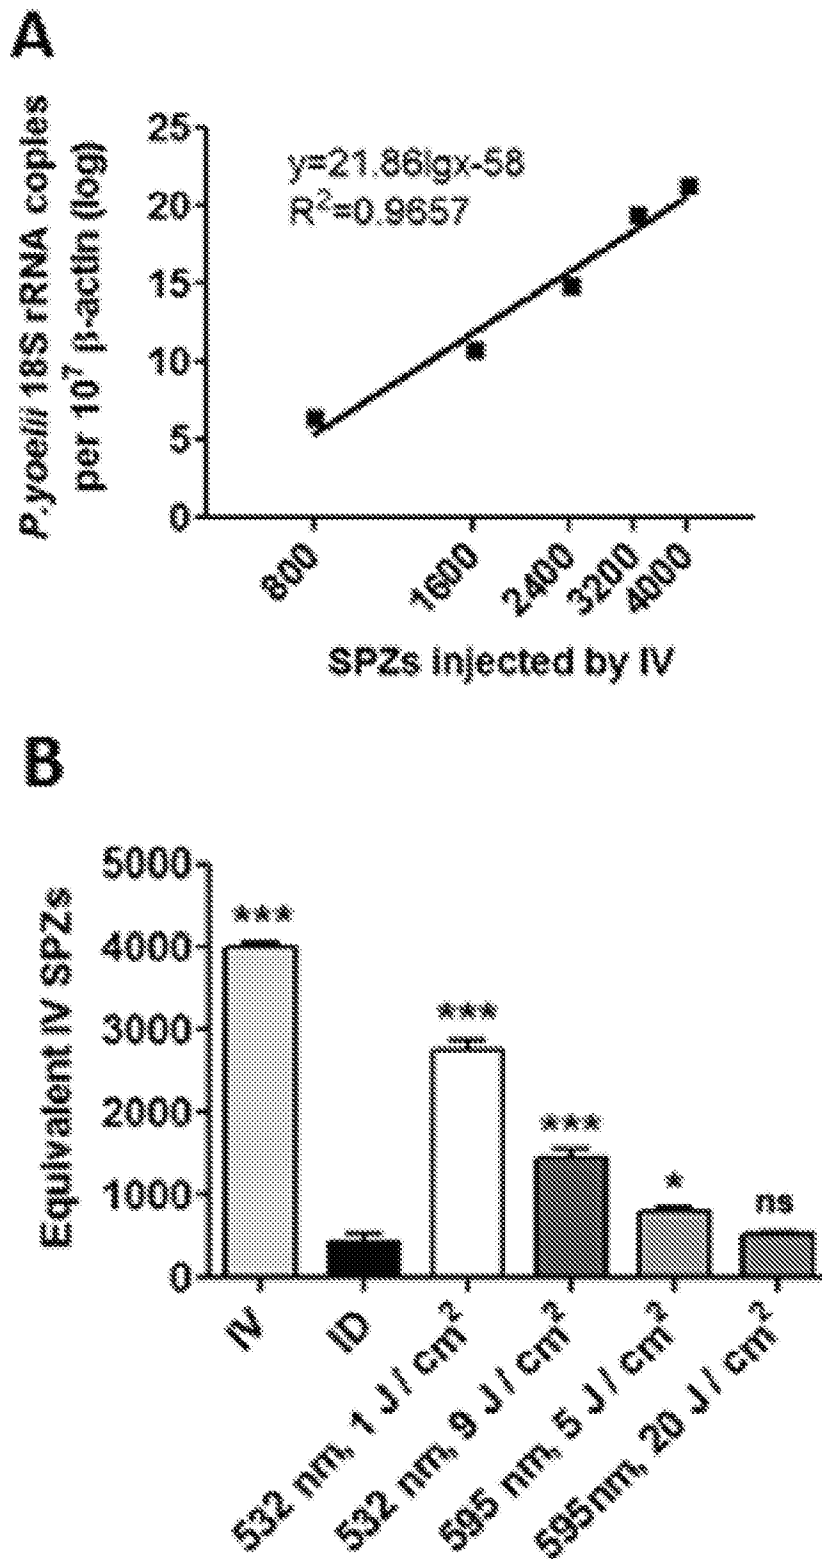 A
P.yoelii 18S rRNA copies
per 10⁷ β-actin (log)
25
20
15
10
5
0
y=21.86lgx-58
R²=0.9657
800
1600
2400
3200
4000
SPZs injected by IV
B
Equivalent IV SPZs
5000
4000
3000
2000
1000
0
***
***
***
*
ns
IV
ID
532 nm, 1 J / cm²
532 nm, 9 J / cm²
595 nm, 5 J / cm²
595nm, 20 J / cm²